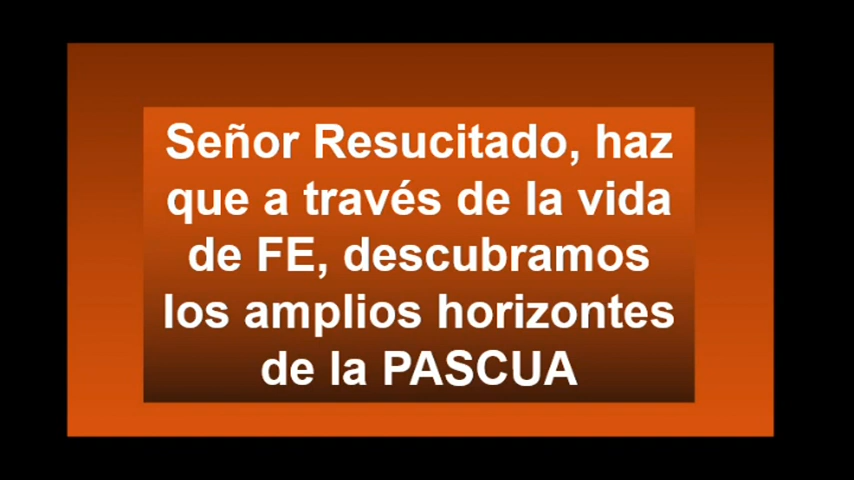 Señor Resucitado, haz
que a través de la vida
de FE, descubramos
los amplios horizontes
de la PASCUA